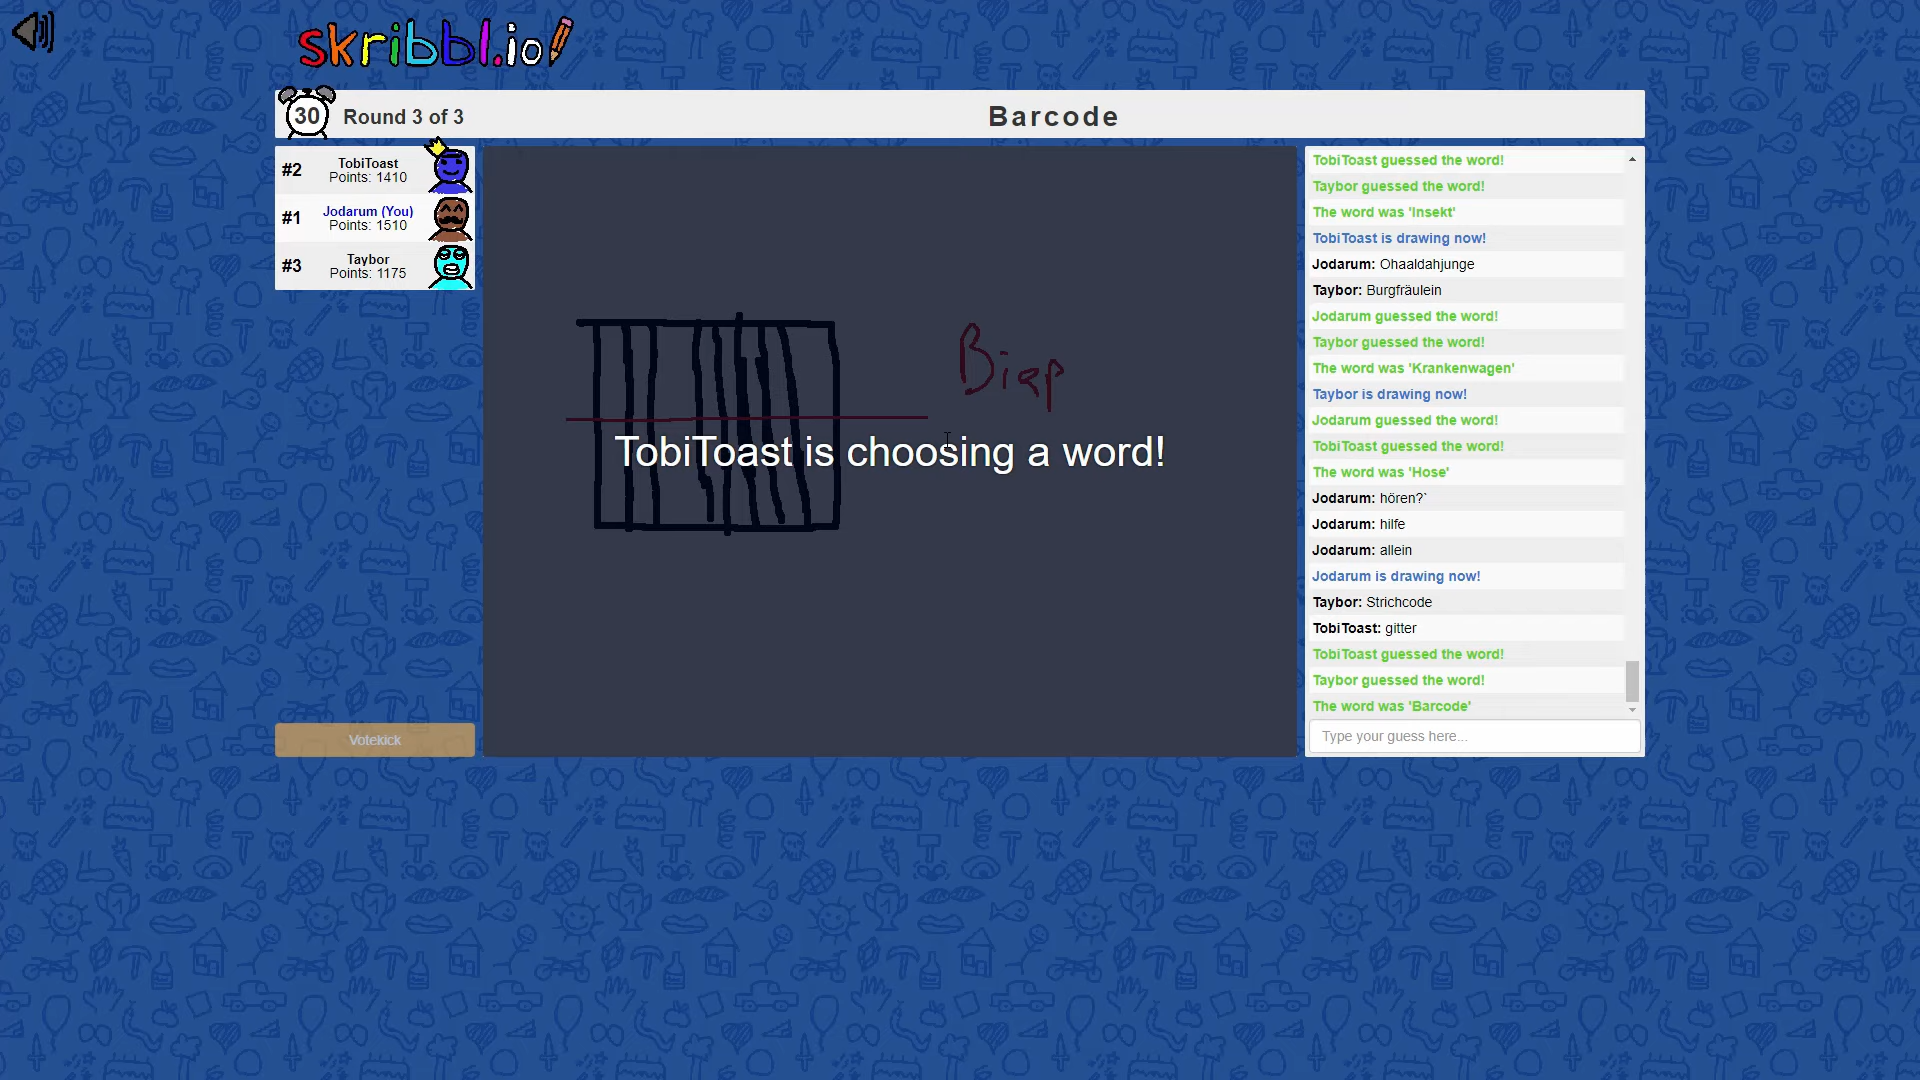 skribbl.io
30 Round 3 of 3 Barcode
#2 TobiToast
Points: 1410
#1 Jodarum (You)
Points: 1510
#3 Taybor
Points: 1175
Votekick
Biep
TobiToast is choosing a word!
TobiToast guessed the word!
Taybor guessed the word!
The word was 'Insekt'
TobiToast is drawing now!
Jodarum: Ohaaldahjunge
Taybor: Burgfräulein
Jodarum guessed the word!
Taybor guessed the word!
The word was 'Krankenwagen'
Taybor is drawing now!
Jodarum guessed the word!
TobiToast guessed the word!
The word was 'Hose'
Jodarum: hören?`
Jodarum: hilfe
Jodarum: allein
Jodarum is drawing now!
Taybor: Strichcode
TobiToast: gitter
TobiToast guessed the word!
Taybor guessed the word!
The word was 'Barcode'
Type your guess here...